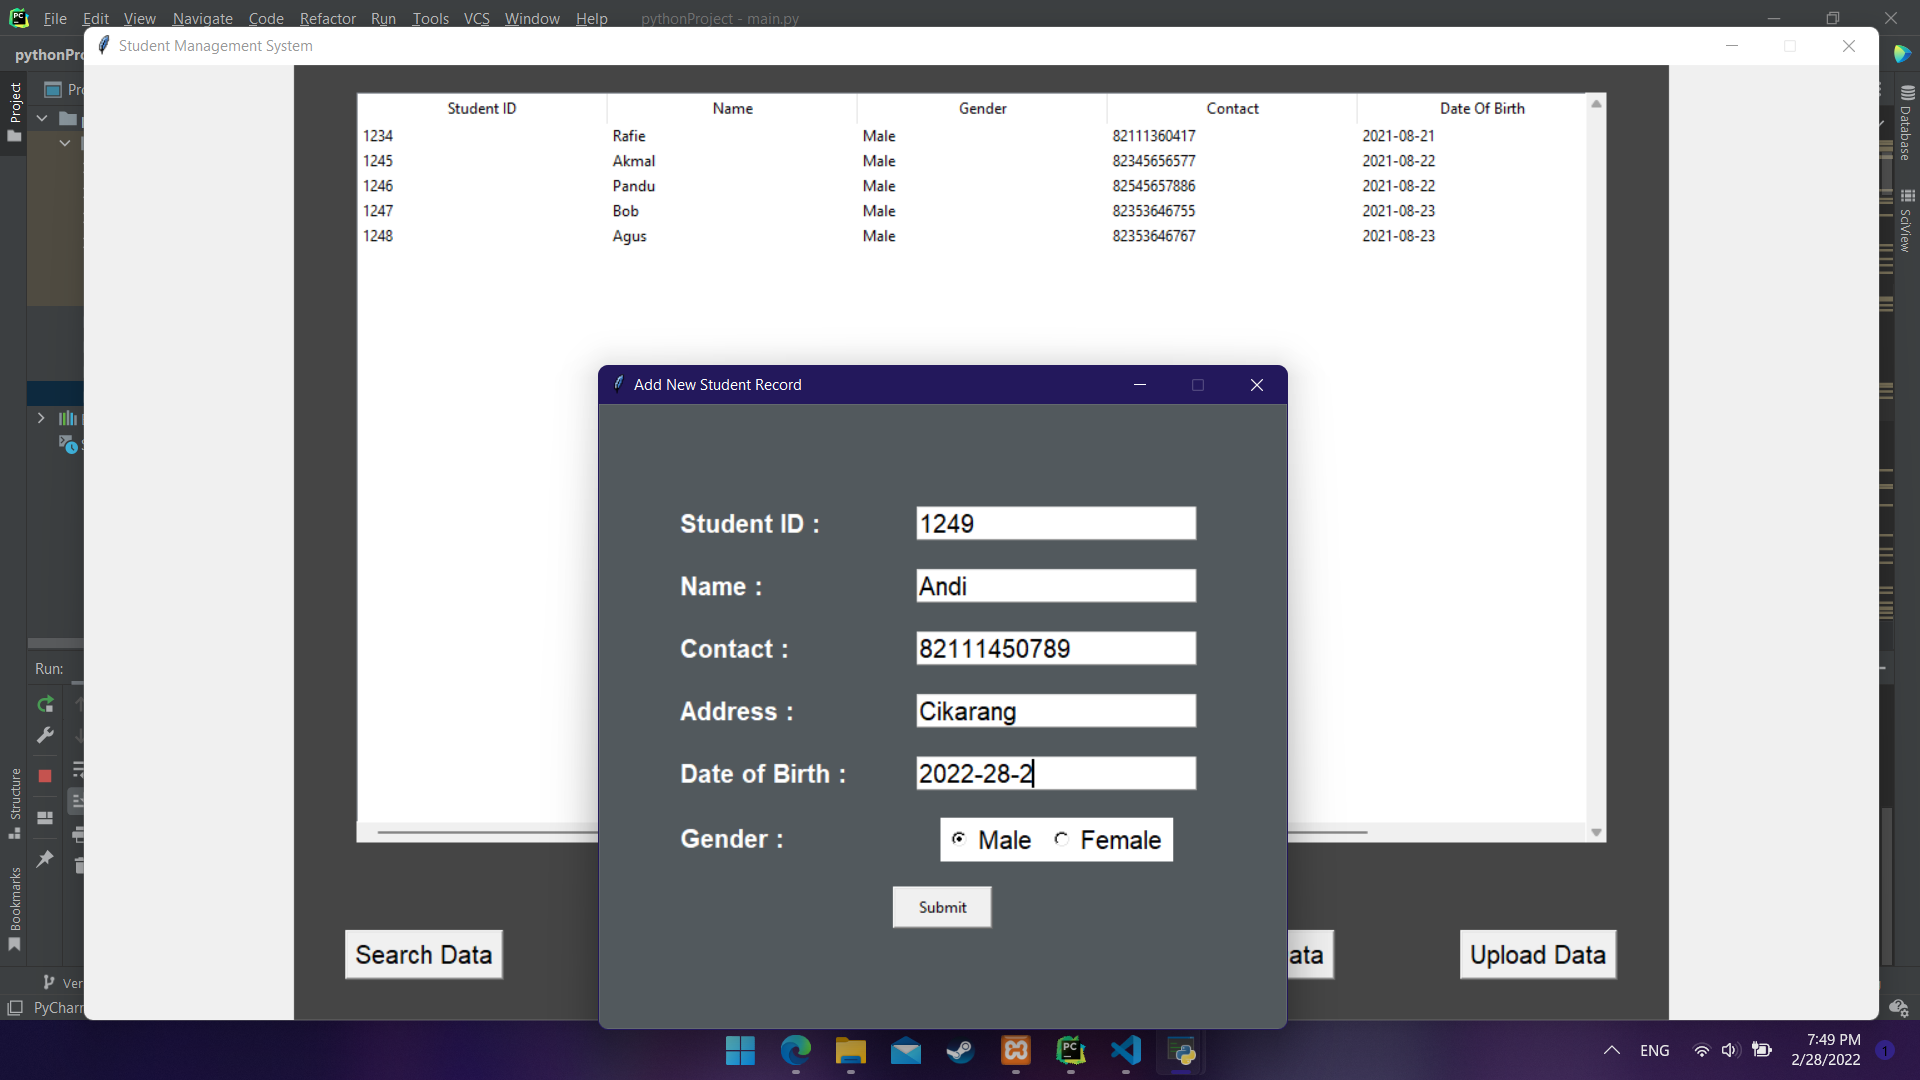 File Edit View Navigate Code Refactor Run Tools VCS Window Help pythonProject - main.py
pythonPr
Student Management System
Project
Pr
Database
SciView
Student ID Name Gender Contact Date Of Birth
1234 Rafie Male 82111360417 2021-08-21
1245 Akmal Male 82345656577 2021-08-22
1246 Pandu Male 82545657886 2021-08-22
1247 Bob Male 82353646755 2021-08-23
1248 Agus Male 82353646767 2021-08-23
Add New Student Record
Student ID : 1249
Name : Andi
Contact : 82111450789
Address : Cikarang
Date of Birth : 2022-28-2
Gender : Male Female
Submit
Run:
Structure
Bookmarks
Search Data ata Upload Data
Ver
PyCharm
ENG
7:49 PM
2/28/2022
1